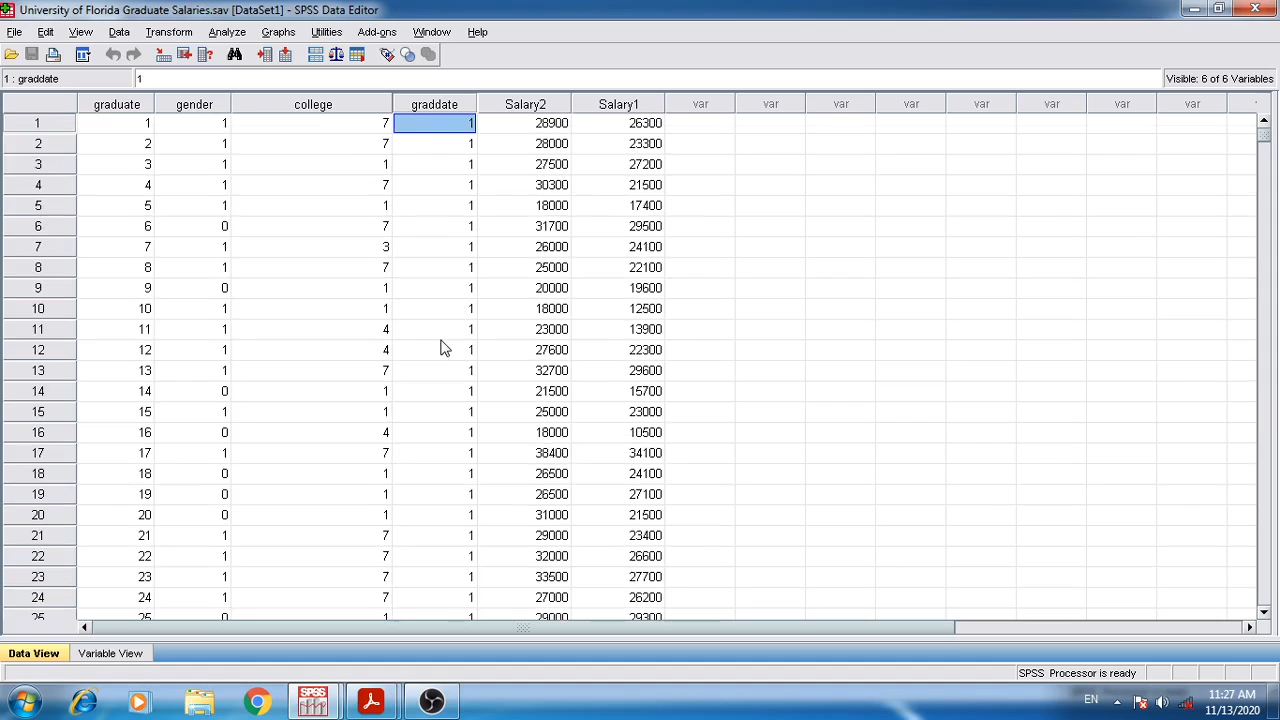 University of Florida Graduate Salaries.sav [DataSet1] - SPSS Data Editor
File Edit View Data Transform Analyze Graphs Utilities Add-ons Window Help
1 : graddate 1 Visible: 6 of 6 Variables
graduate gender college graddate Salary2 Salary1 var var var var var var var var
1 1 1 7 1 28900 26300
2 2 1 7 1 28000 23300
3 3 1 1 1 27500 27200
4 4 1 7 1 30300 21500
5 5 1 1 1 18000 17400
6 6 0 7 1 31700 29500
7 7 1 3 1 26000 24100
8 8 1 7 1 25000 22100
9 9 0 1 1 20000 19600
10 10 1 1 1 18000 12500
11 11 1 4 1 23000 13900
12 12 1 4 1 27600 22300
13 13 1 7 1 32700 29600
14 14 0 1 1 21500 15700
15 15 1 1 1 25000 23000
16 16 0 4 1 18000 10500
17 17 1 7 1 38400 34100
18 18 0 1 1 26500 24100
19 19 0 1 1 26500 27100
20 20 0 1 1 31000 21500
21 21 1 7 1 29000 23400
22 22 1 7 1 32000 26600
23 23 1 7 1 33500 27700
24 24 1 7 1 27000 26200
25 25 0 1 1 29000 29300
Data View Variable View
SPSS Processor is ready
SPSS
EN 11:27 AM
11/13/2020